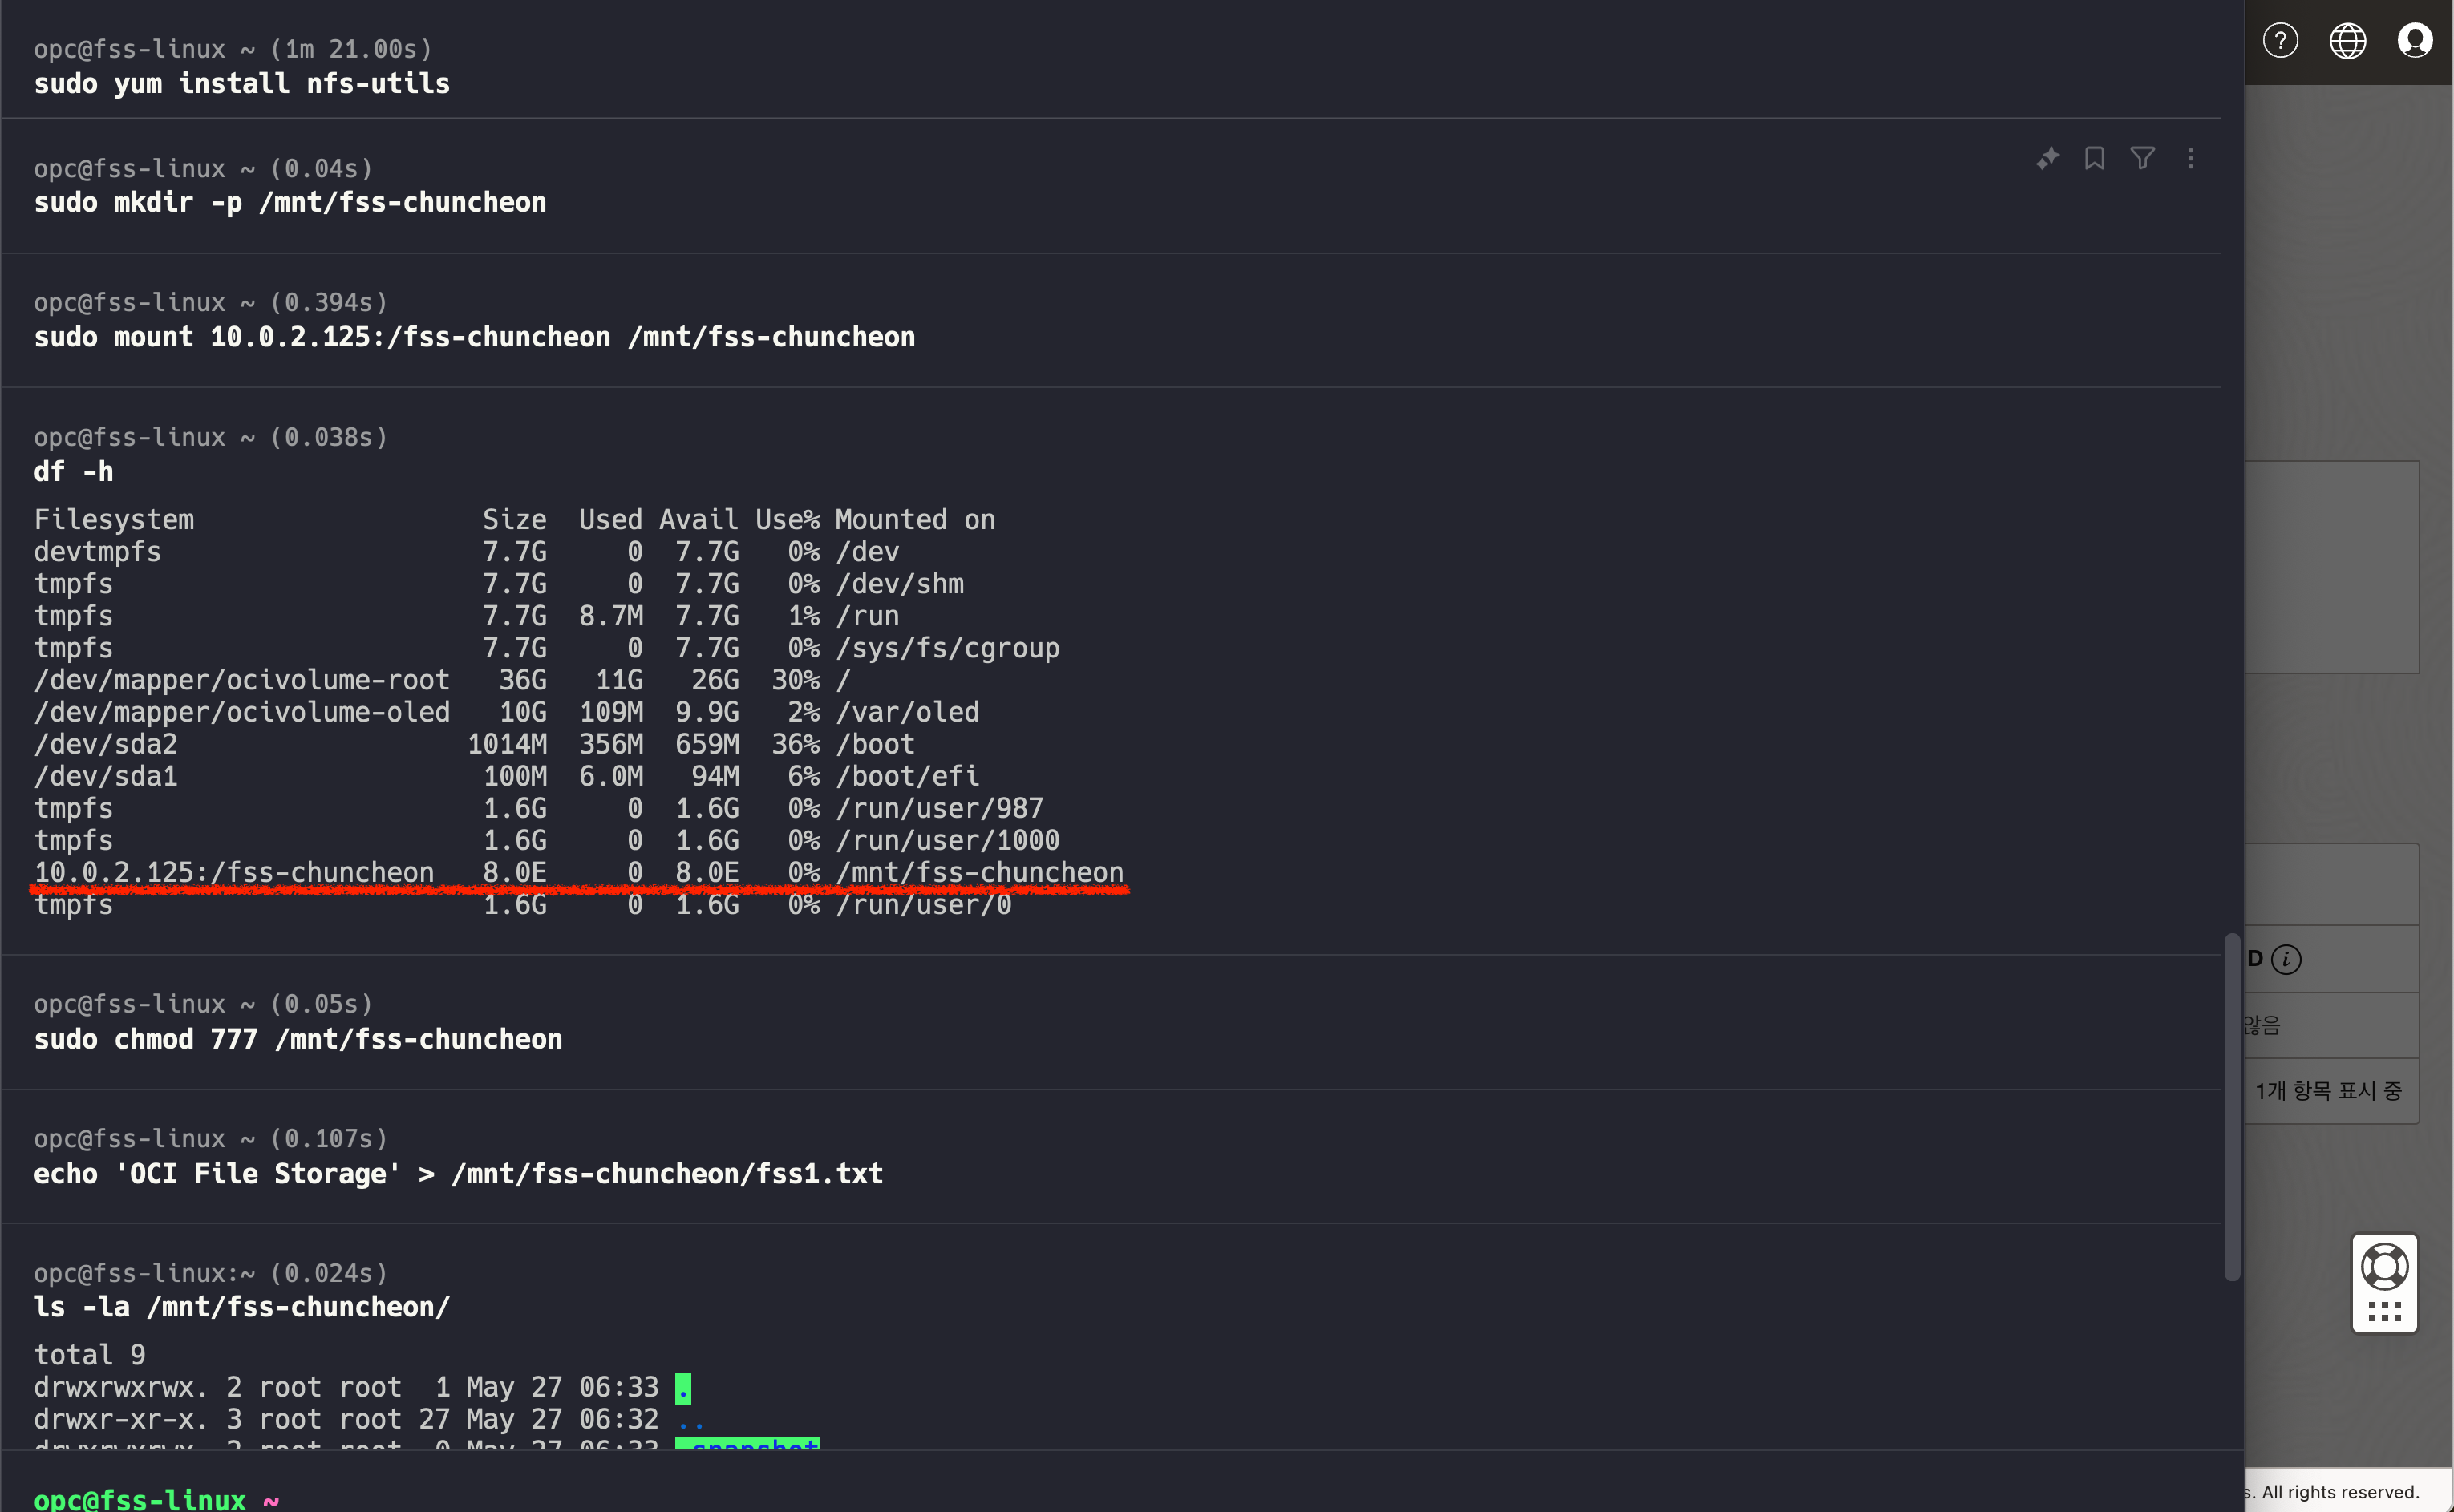 opc@fss-linux ~ (1m 21.00s)
sudo yum install nfs-utils
opc@fss-linux ~ (0.04s)
sudo mkdir -p /mnt/fss-chuncheon
opc@fss-linux ~ (0.394s)
sudo mount 10.0.2.125:/fss-chuncheon /mnt/fss-chuncheon
opc@fss-linux ~ (0.038s)
df -h
Filesystem Size Used Avail Use% Mounted on
devtmpfs 7.7G 0 7.7G 0% /dev
tmpfs 7.7G 0 7.7G 0% /dev/shm
tmpfs 7.7G 8.7M 7.7G 1% /run
tmpfs 7.7G 0 7.7G 0% /sys/fs/cgroup
/dev/mapper/ocivolume-root 36G 11G 26G 30% /
/dev/mapper/ocivolume-oled 10G 109M 9.9G 2% /var/oled
/dev/sda2 1014M 356M 659M 36% /boot
/dev/sda1 100M 6.0M 94M 6% /boot/efi
tmpfs 1.6G 0 1.6G 0% /run/user/987
tmpfs 1.6G 0 1.6G 0% /run/user/1000
10.0.2.125:/fss-chuncheon 8.0E 0 8.0E 0% /mnt/fss-chuncheon
tmpfs 1.6G 0 1.6G 0% /run/user/0
opc@fss-linux ~ (0.05s)
sudo chmod 777 /mnt/fss-chuncheon
opc@fss-linux ~ (0.107s)
echo 'OCI File Storage' > /mnt/fss-chuncheon/fss1.txt
opc@fss-linux:~ (0.024s)
ls -la /mnt/fss-chuncheon/
total 9
drwxrwxrwx. 2 root root 1 May 27 06:33 .
drwxr-xr-x. 3 root root 27 May 27 06:32 ..
drwxrwxrwx. 2 root root 0 May 27 06:33 .snapshot
opc@fss-linux ~
D
않음
1개 항목 표시 중
s. All rights reserved.